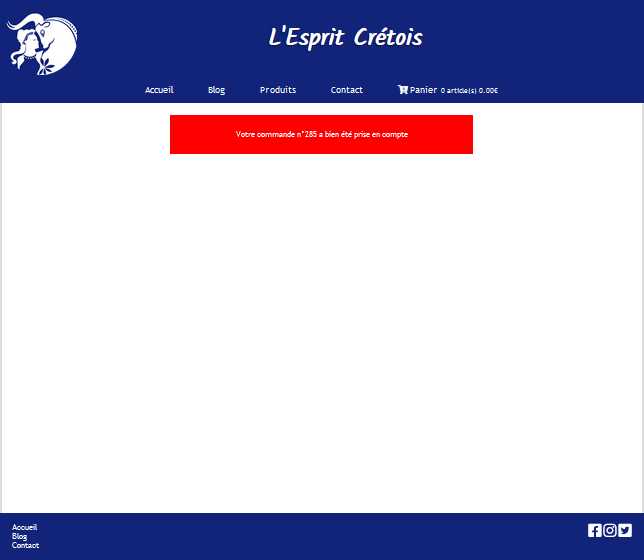 L'Esprit Crétois
Accueil Blog Produits Contact Panier 0 article(s) 0.00€
Votre commande n°285 a bien été prise en compte
Accueil
Blog
Contact